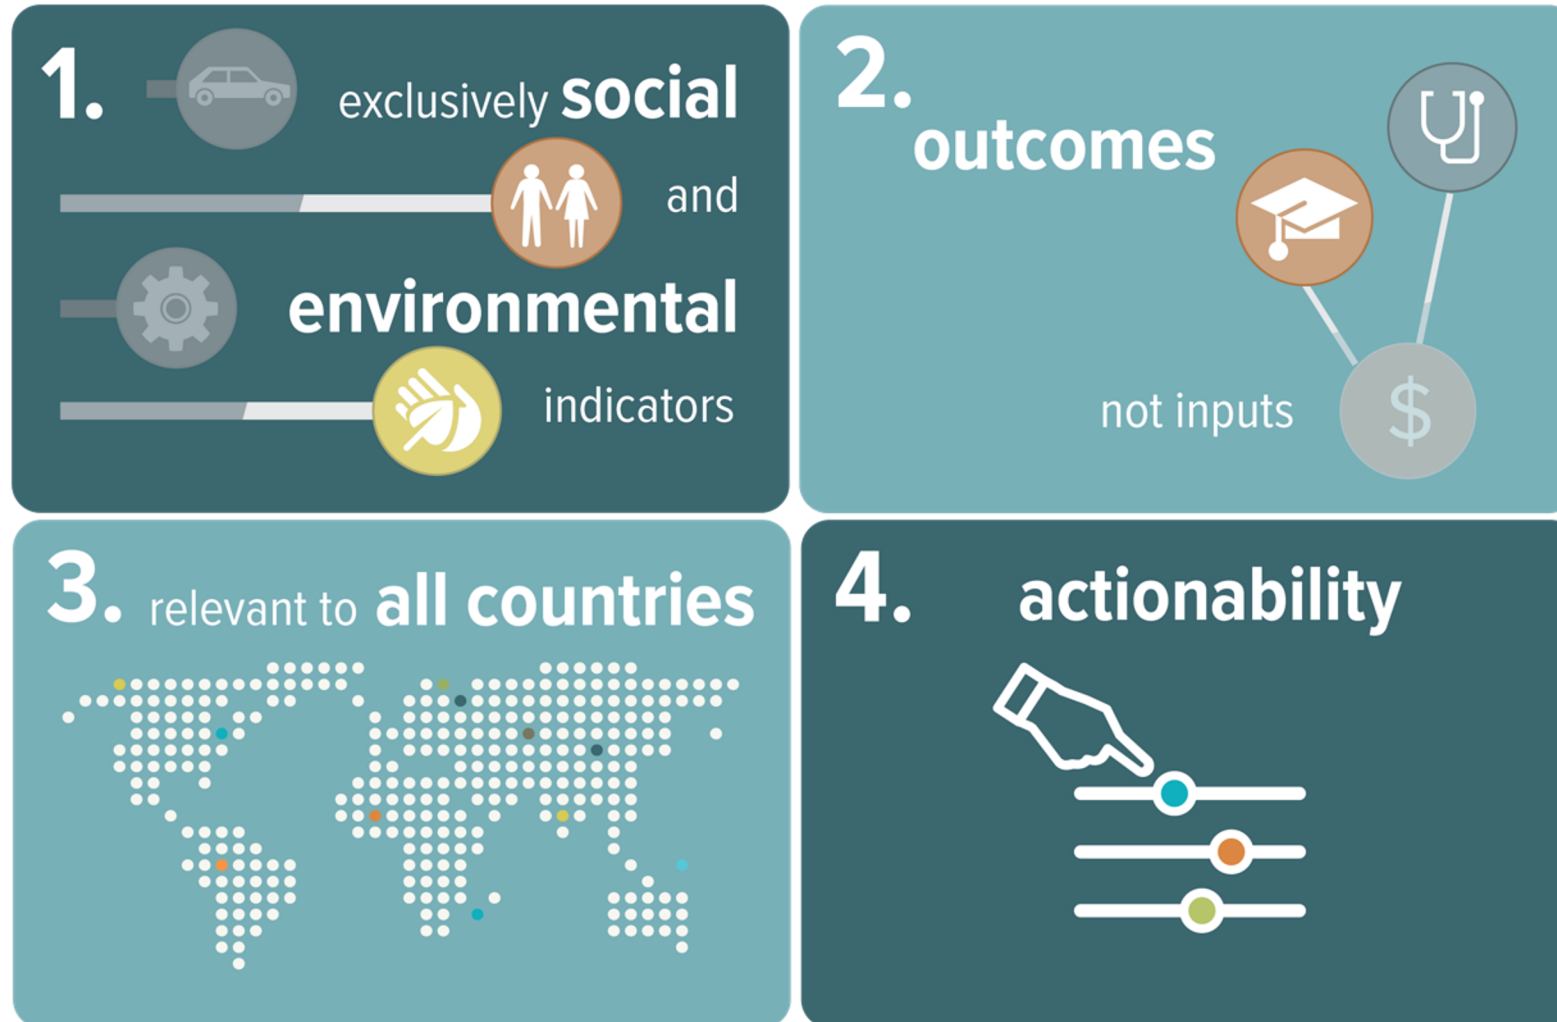 1.
exclusively social
and
environmental
indicators
2.
outcomes
not inputs
$
3. relevant to all countries
4. actionability